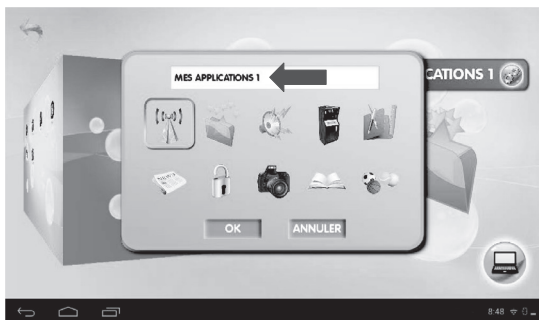 MES APPLICATIONS 1
CATIONS 1
OK
ANNULER
8:48